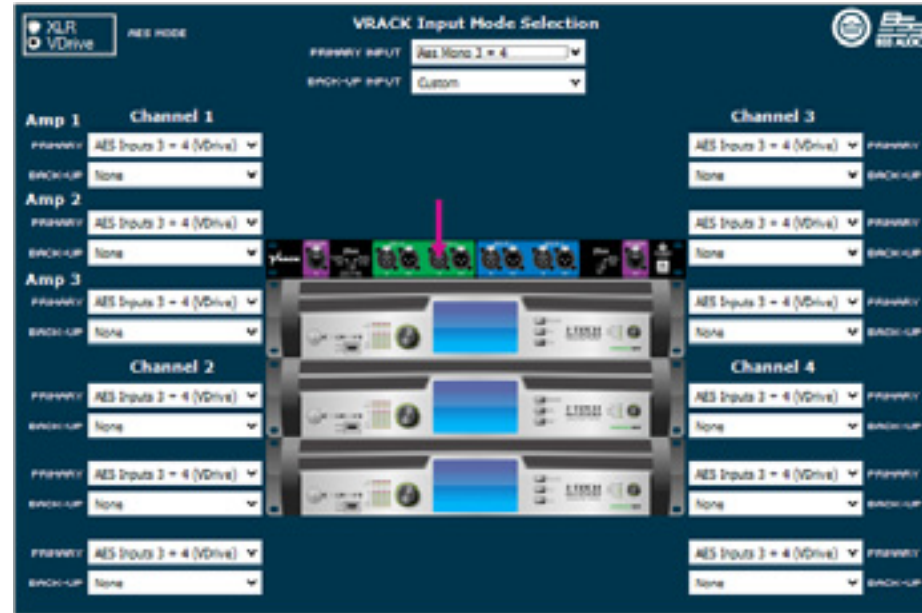 XLR
VDrive
AES MODE
VRACK Input Mode Selection
PRIMARY INPUT Aes Mono 3 + 4
BACK-UP INPUT Custom
Amp 1 Channel 1
PRIMARY AES Inputs 3 + 4 (VDrive)
BACK-UP None
Amp 2
PRIMARY AES Inputs 3 + 4 (VDrive)
BACK-UP None
Amp 3
PRIMARY AES Inputs 3 + 4 (VDrive)
BACK-UP None
Channel 2
PRIMARY AES Inputs 3 + 4 (VDrive)
BACK-UP None
PRIMARY AES Inputs 3 + 4 (VDrive)
BACK-UP None
PRIMARY AES Inputs 3 + 4 (VDrive)
BACK-UP None
Channel 3
AES Inputs 3 + 4 (VDrive) PRIMARY
None BACK-UP
AES Inputs 3 + 4 (VDrive) PRIMARY
None BACK-UP
AES Inputs 3 + 4 (VDrive) PRIMARY
None BACK-UP
Channel 4
AES Inputs 3 + 4 (VDrive) PRIMARY
None BACK-UP
AES Inputs 3 + 4 (VDrive) PRIMARY
None BACK-UP
AES Inputs 3 + 4 (VDrive) PRIMARY
None BACK-UP